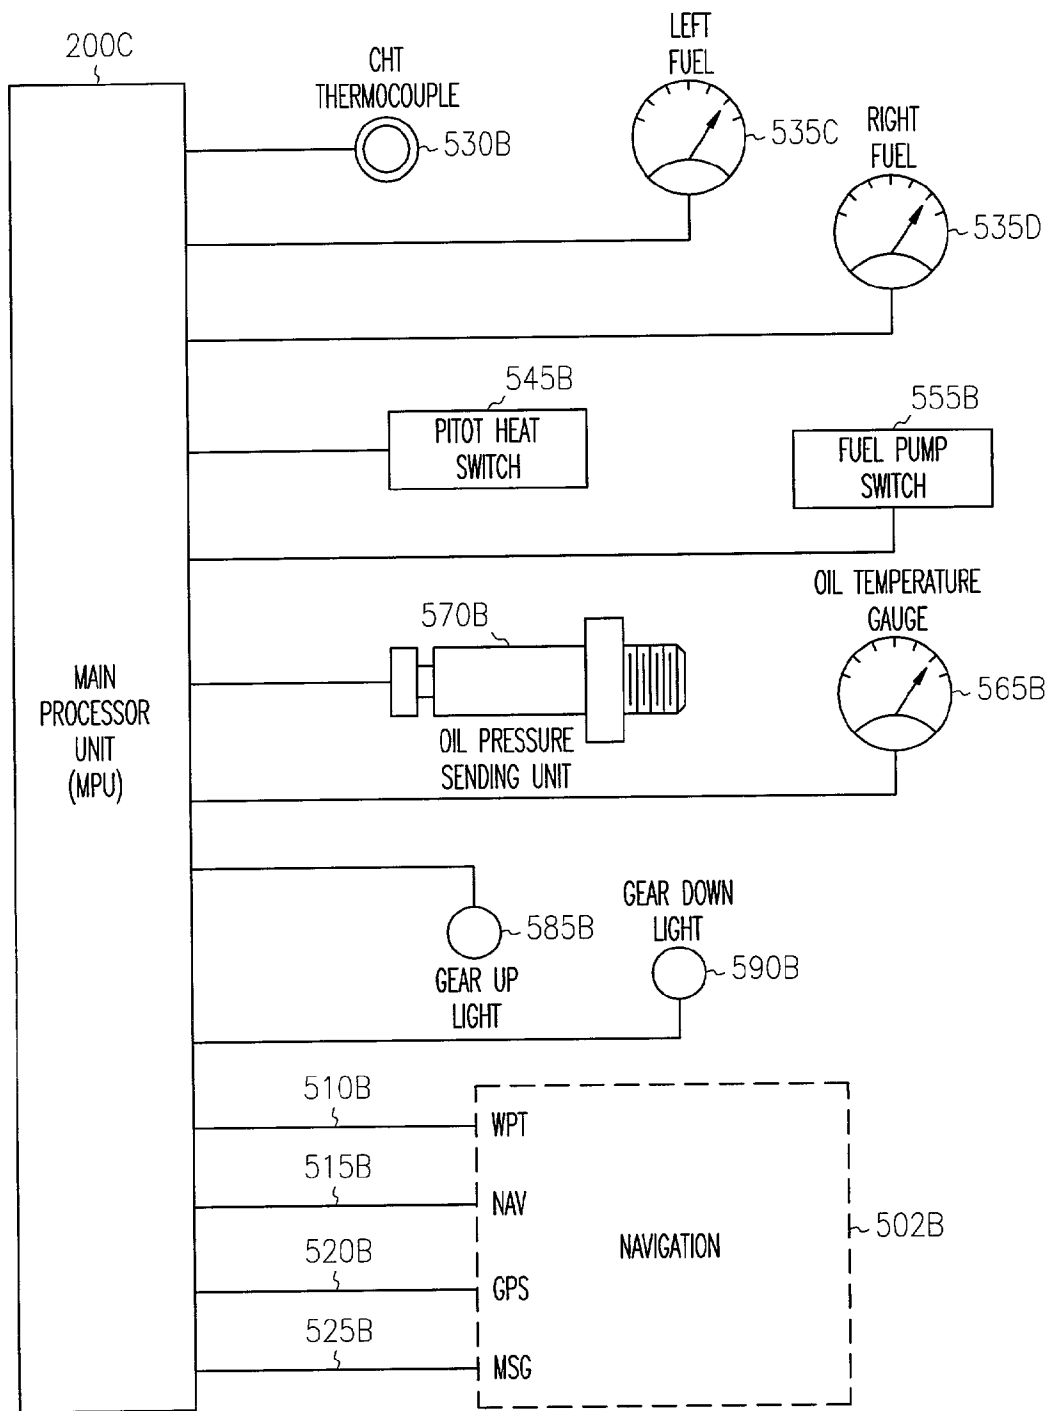 200C
CHT
THERMOCOUPLE
530B
LEFT
FUEL
535C
RIGHT
FUEL
535D
545B
PITOT HEAT
SWITCH
555B
FUEL PUMP
SWITCH
570B
OIL PRESSURE
SENDING UNIT
OIL TEMPERATURE
GAUGE
565B
MAIN
PROCESSOR
UNIT
(MPU)
585B
GEAR UP
LIGHT
GEAR DOWN
LIGHT
590B
510B
WPT
515B
NAV
520B
GPS
525B
MSG
NAVIGATION
502B